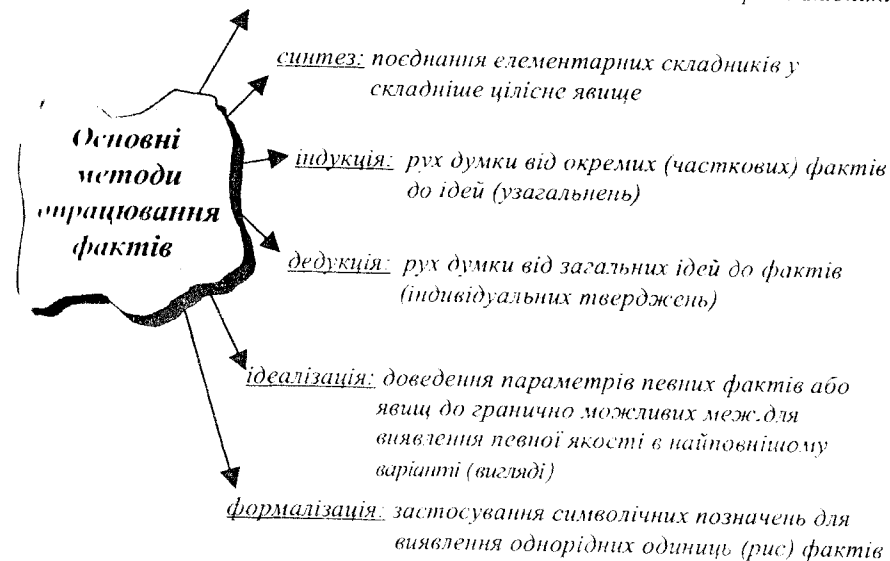 синтез: поєднання елементарних складників у
складніше цілісне явище
Основні
методи
опрацювання
фактів
індукція: рух думки від окремих (часткових) фактів
до ідей (узагальнень)
дедукція: рух думки від загальних ідей до фактів
(індивідуальних тверджень)
ідеалізація: доведення параметрів певних фактів або
явищ до гранично можливих меж для
виявлення певної якості в найповнішому
варіанті (вигляді)
формалізація: застосування символічних позначень для
виявлення однорідних одиниць (рис) фактів